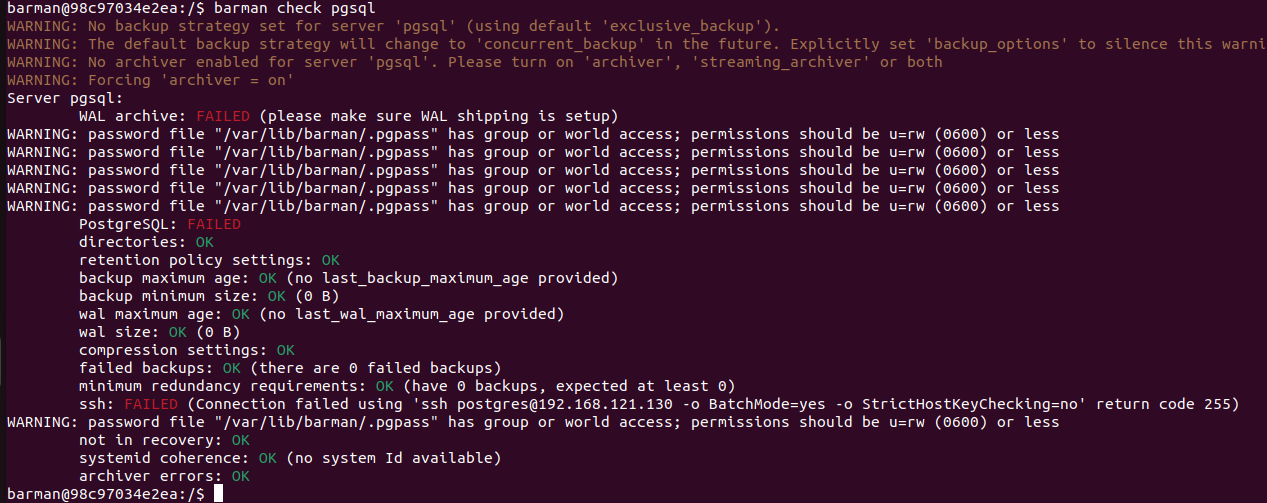 barman@98c97034e2ea:/$ barman check pgsql
WARNING: No backup strategy set for server 'pgsql' (using default 'exclusive_backup').
WARNING: The default backup strategy will change to 'concurrent_backup' in the future. Explicitly set 'backup_options' to silence this warni
WARNING: No archiver enabled for server 'pgsql'. Please turn on 'archiver', 'streaming_archiver' or both
WARNING: Forcing 'archiver = on'
Server pgsql:
        WAL archive: FAILED (please make sure WAL shipping is setup)
WARNING: password file "/var/lib/barman/.pgpass" has group or world access; permissions should be u=rw (0600) or less
WARNING: password file "/var/lib/barman/.pgpass" has group or world access; permissions should be u=rw (0600) or less
WARNING: password file "/var/lib/barman/.pgpass" has group or world access; permissions should be u=rw (0600) or less
WARNING: password file "/var/lib/barman/.pgpass" has group or world access; permissions should be u=rw (0600) or less
WARNING: password file "/var/lib/barman/.pgpass" has group or world access; permissions should be u=rw (0600) or less
        PostgreSQL: FAILED
        directories: OK
        retention policy settings: OK
        backup maximum age: OK (no last_backup_maximum_age provided)
        backup minimum size: OK (0 B)
        wal maximum age: OK (no last_wal_maximum_age provided)
        wal size: OK (0 B)
        compression settings: OK
        failed backups: OK (there are 0 failed backups)
        minimum redundancy requirements: OK (have 0 backups, expected at least 0)
        ssh: FAILED (Connection failed using 'ssh postgres@192.168.121.130 -o BatchMode=yes -o StrictHostKeyChecking=no' return code 255)
WARNING: password file "/var/lib/barman/.pgpass" has group or world access; permissions should be u=rw (0600) or less
        not in recovery: OK
        systemid coherence: OK (no system Id available)
        archiver errors: OK
barman@98c97034e2ea:/$